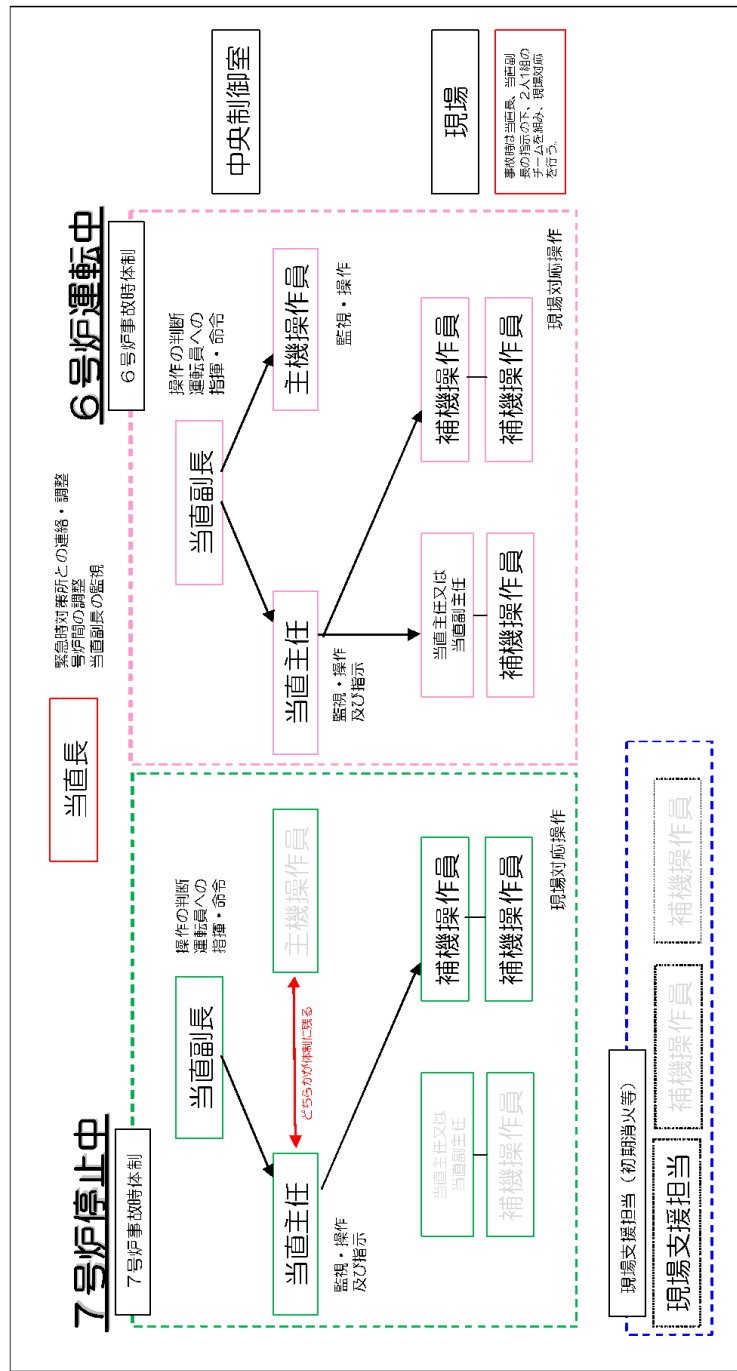 7号炉停止中
6号炉運転中
当直長
緊急時対策所との連絡・調整
号炉間の調整
当直副長の監視
7号炉事故時体制
当直副長
操作の判断
運転員への
指揮・命令
当直主任
監視・操作
及び指示
どちらかが体制に残る
主機操作員
当直主任又は
当直副主任
補機操作員
補機操作員
補機操作員
現場対応操作
6号炉事故時体制
当直副長
操作の判断
運転員への
指揮・命令
当直主任
監視・操作
及び指示
主機操作員
監視・操作
当直主任又は
当直副主任
補機操作員
補機操作員
補機操作員
現場対応操作
中央制御室
現場
事故時は当直長、当直副
長の指示の下、2人1組の
チームを組み、現場対応
を行う。
現場支援担当（初期消火等）
現場支援担当
補機操作員
補機操作員